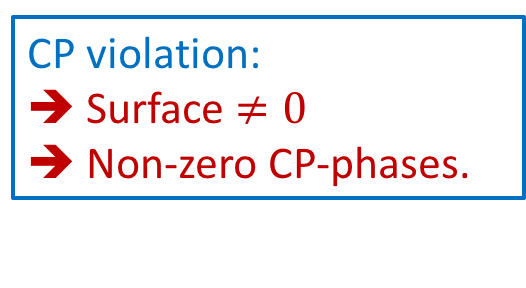 CP violation:
➔ Surface ≠ 0
➔ Non-zero CP-phases.